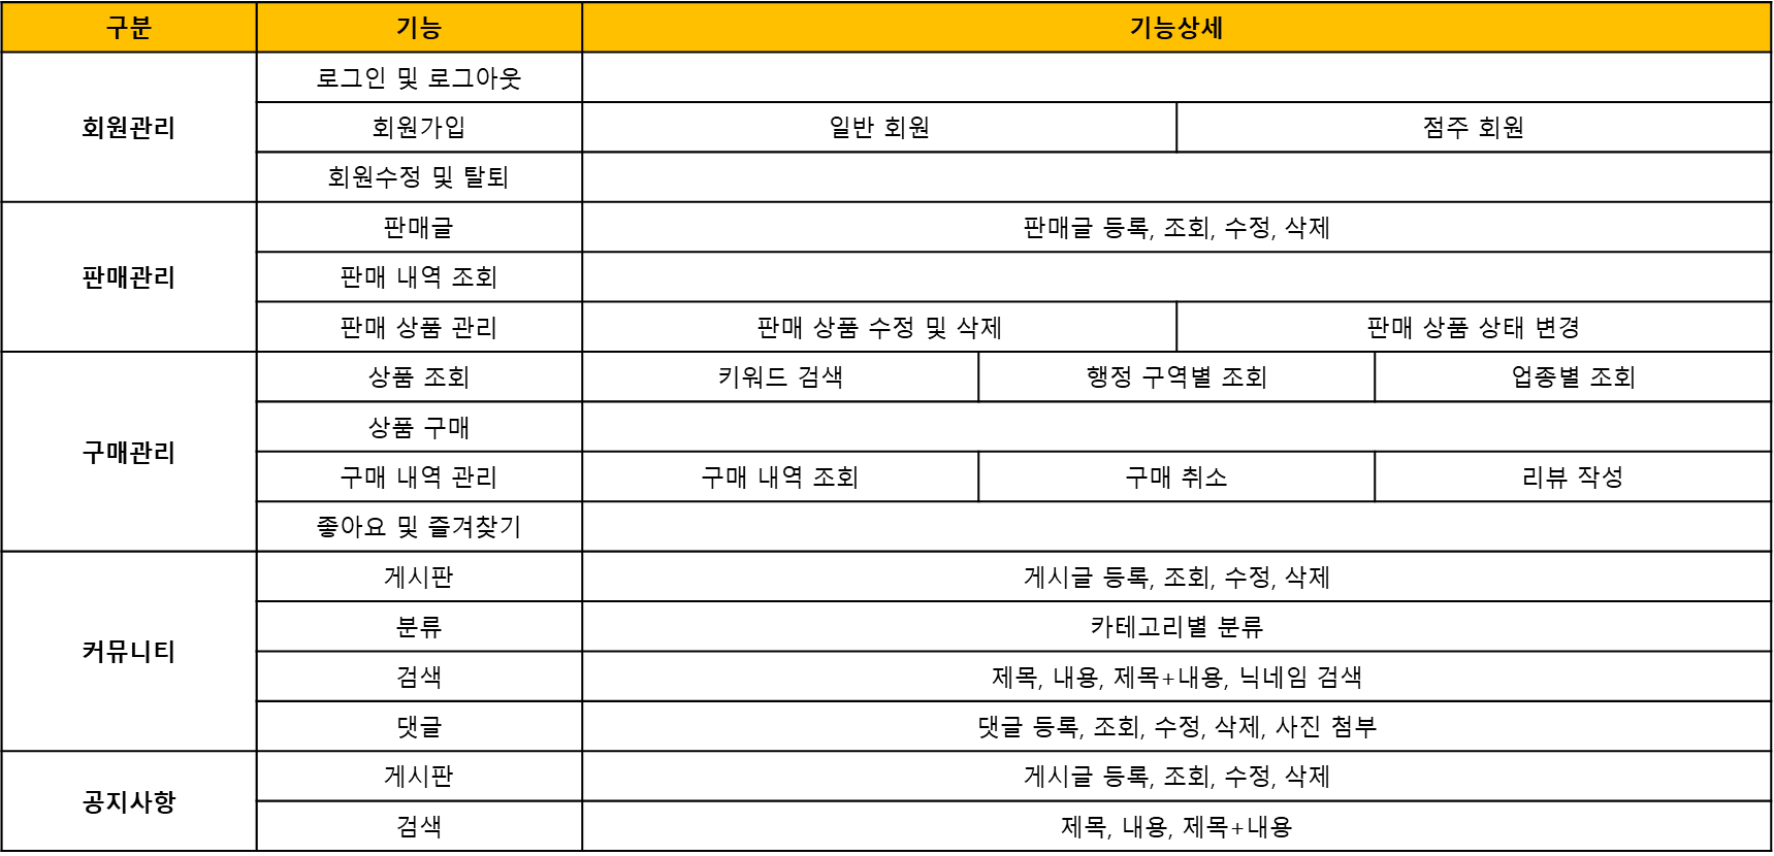 구분 기능 기능상세
회원관리
로그인 및 로그아웃
회원가입 일반 회원 점주 회원
회원수정 및 탈퇴
판매관리
판매글 판매글 등록, 조회, 수정, 삭제
판매 내역 조회
판매 상품 관리 판매 상품 수정 및 삭제 판매 상품 상태 변경
구매관리
상품 조회 키워드 검색 행정 구역별 조회 업종별 조회
상품 구매
구매 내역 관리 구매 내역 조회 구매 취소 리뷰 작성
좋아요 및 즐겨찾기
커뮤니티
게시판 게시글 등록, 조회, 수정, 삭제
분류 카테고리별 분류
검색 제목, 내용, 제목+내용, 닉네임 검색
댓글 댓글 등록, 조회, 수정, 삭제, 사진 첨부
공지사항
게시판 게시글 등록, 조회, 수정, 삭제
검색 제목, 내용, 제목+내용